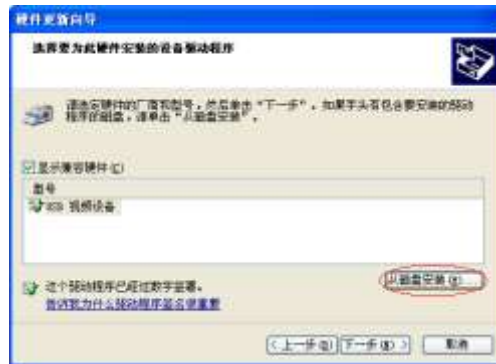 硬件更新向导
选择要为此硬件安装的设备驱动程序
请选定硬件的厂商和型号，然后单击“下一步”。如果手头有包含要安装的驱动
程序的磁盘，请单击“从磁盘安装”。
显示兼容硬件(C)
型号
USB 视频设备
这个驱动程序已经过数字签署。
告诉我为什么驱动程序签名很重要
从磁盘安装(H)...
<上一步(B) 下一步(N)> 取消